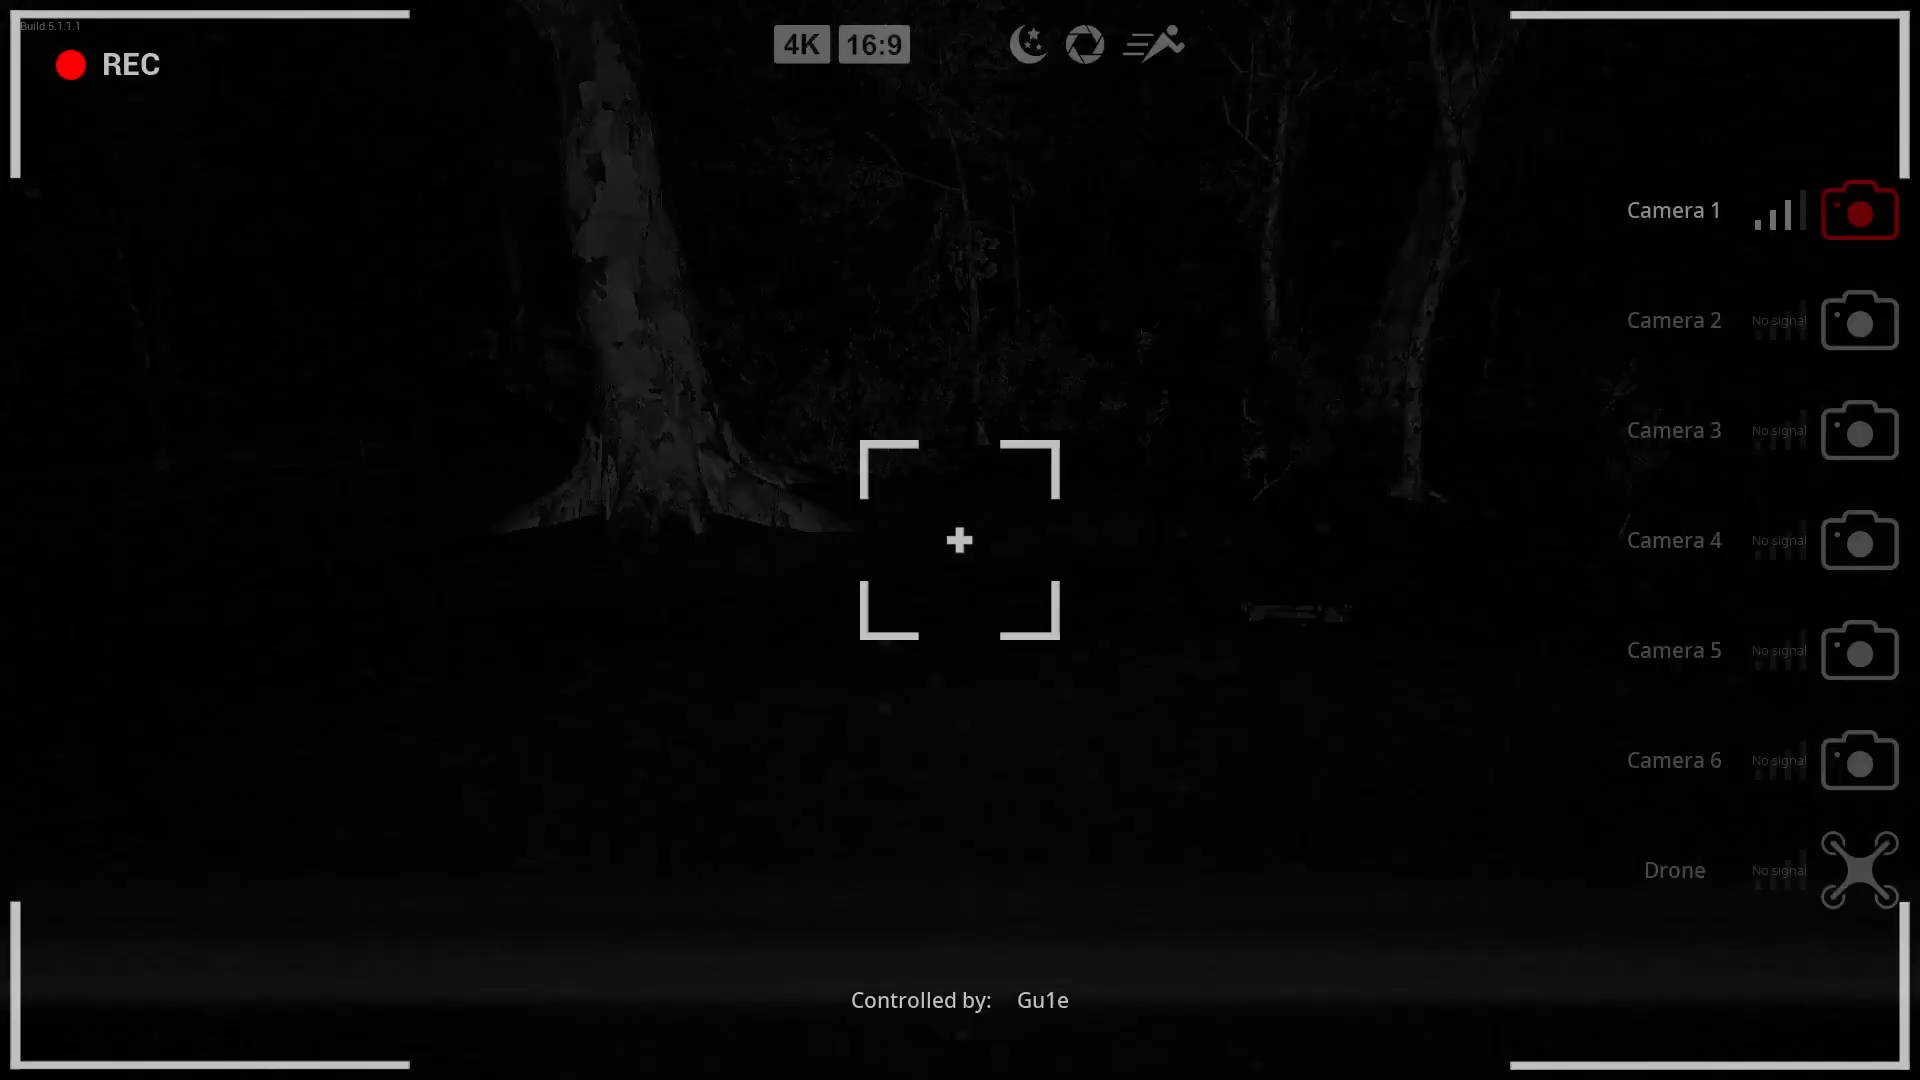 Build 5.1.1.1
REC
4K 16:9
Camera 1
Camera 2 No signal
Camera 3 No signal
Camera 4 No signal
Camera 5 No signal
Camera 6 No signal
Drone No signal
Controlled by: Gu1e